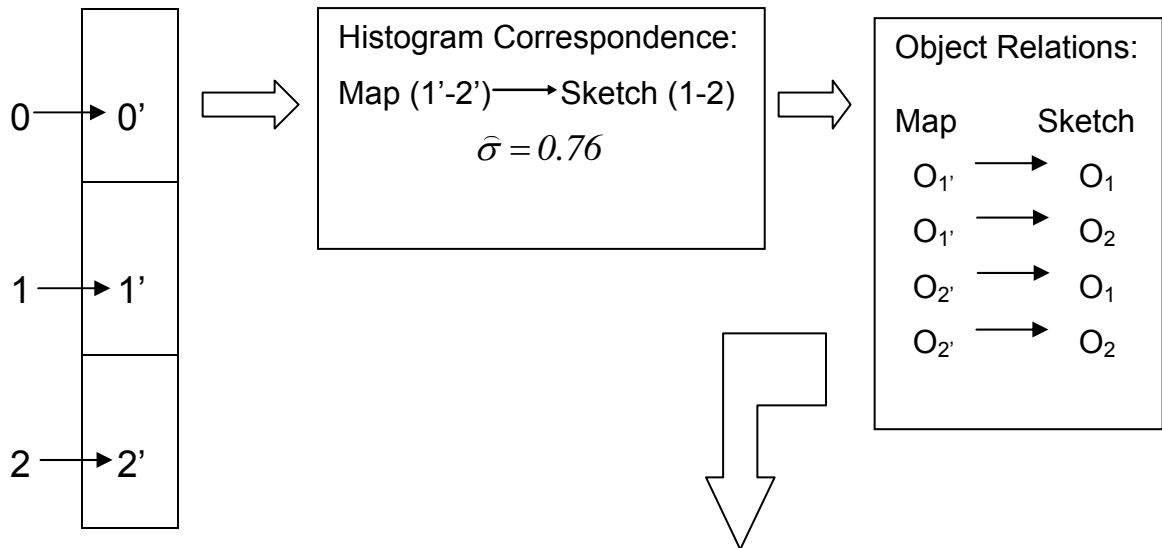 0 0’
1 1’
2 2’
Histogram Correspondence:
Map (1’-2’) Sketch (1-2)
σ̂ = 0.76
Object Relations:
Map Sketch
O1’ O1
O1’ O2
O2’ O1
O2’ O2